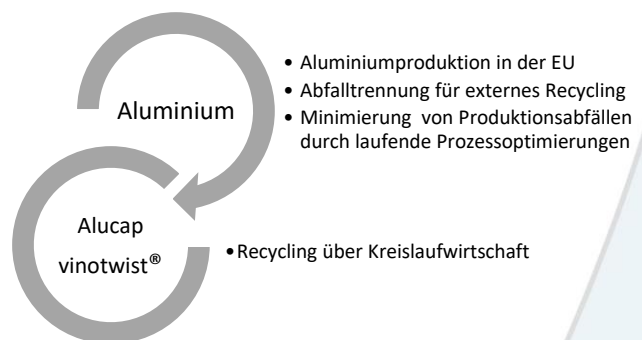 Aluminium
• Aluminiumproduktion in der EU
• Abfalltrennung für externes Recycling
• Minimierung von Produktionsabfällen
durch laufende Prozessoptimierungen
Alucap
vinotwist®
• Recycling über Kreislaufwirtschaft